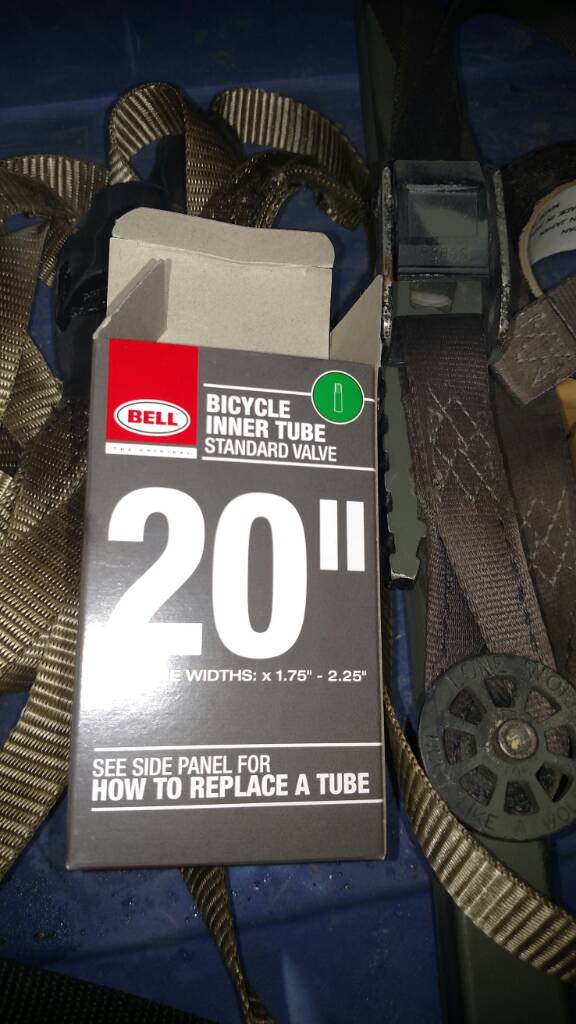 BELL
THE ORIGINAL
BICYCLE
INNER TUBE
STANDARD VALVE
20"
WIDTHS: x 1.75" - 2.25"
SEE SIDE PANEL FOR
HOW TO REPLACE A TUBE
LIKE A